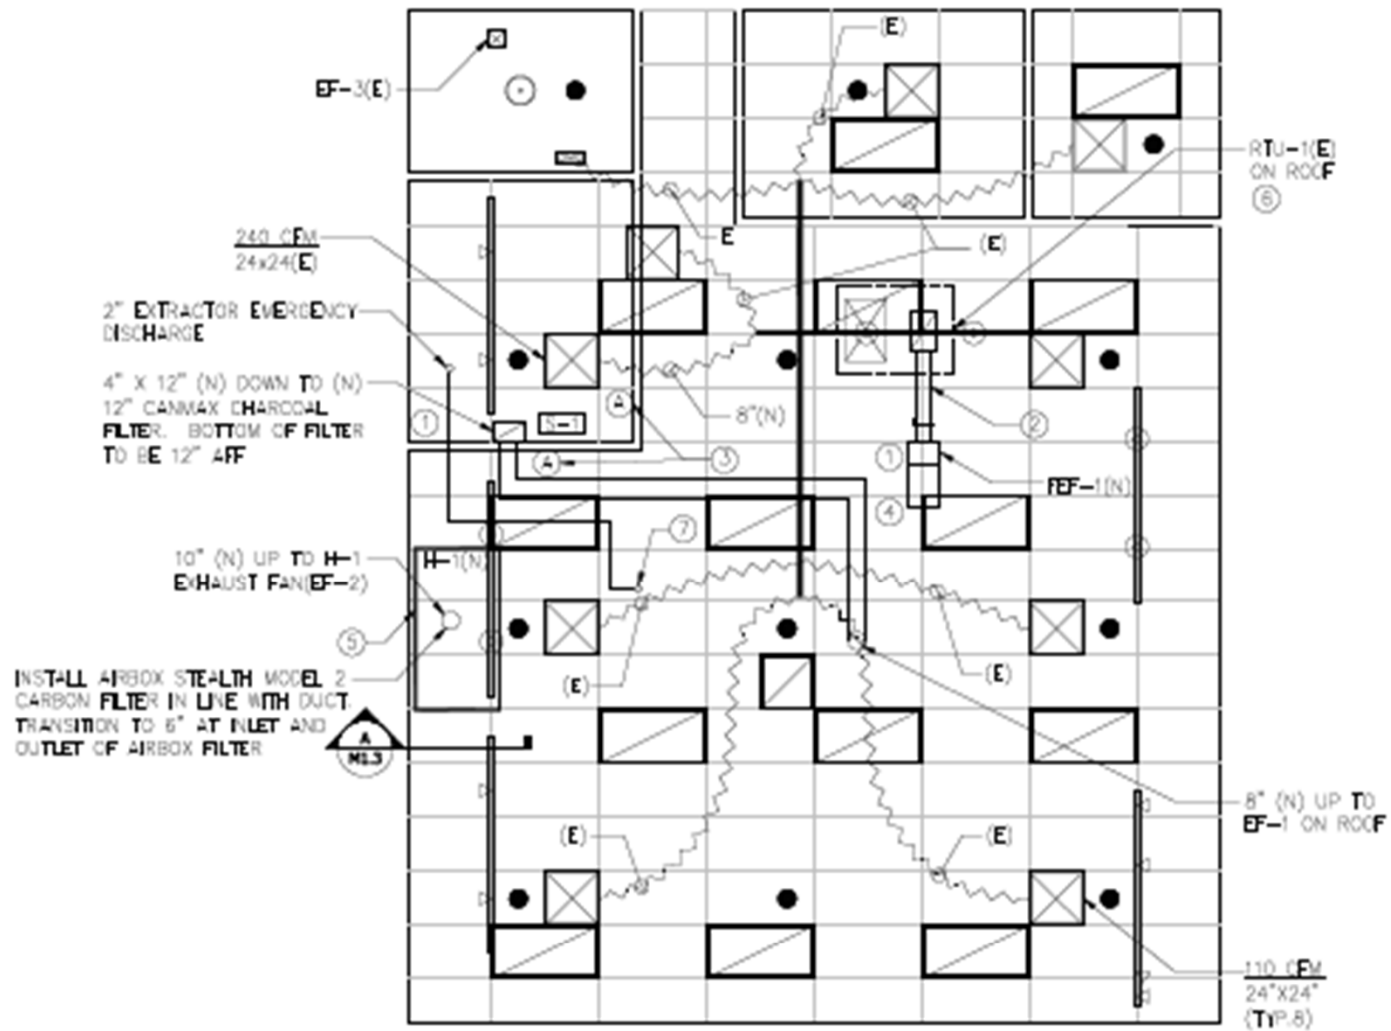 (E)
EF-3(E)
RTU-1(E)
ON ROOF
6
240 CFM
24x24(E)
E
(E)
2" EXTRACTOR EMERGENCY
DISCHARGE
4" X 12" (N) DOWN TO (N)
12" CANMAX CHARCOAL
FILTER. BOTTOM OF FILTER
TO BE 12" AFF
1
S-1
A
8"(N)
2
A
3
1
FEF-1(N)
4
7
10" (N) UP TO H-1
EXHAUST FAN(EF-2)
H-1(N)
5
INSTALL AIRBOX STEALTH MODEL 2
CARBON FILTER IN LINE WITH DUCT.
TRANSITION TO 6" AT INLET AND
OUTLET OF AIRBOX FILTER
(E)
(E)
A
M1.3
8" (N) UP TO
EF-1 ON ROOF
(E)
(E)
110 CFM
24"X24"
(TYP.8)